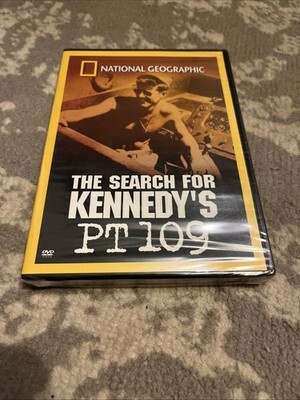 NATIONAL GEOGRAPHIC
THE SEARCH FOR
KENNEDY'S
PT 109
DVD